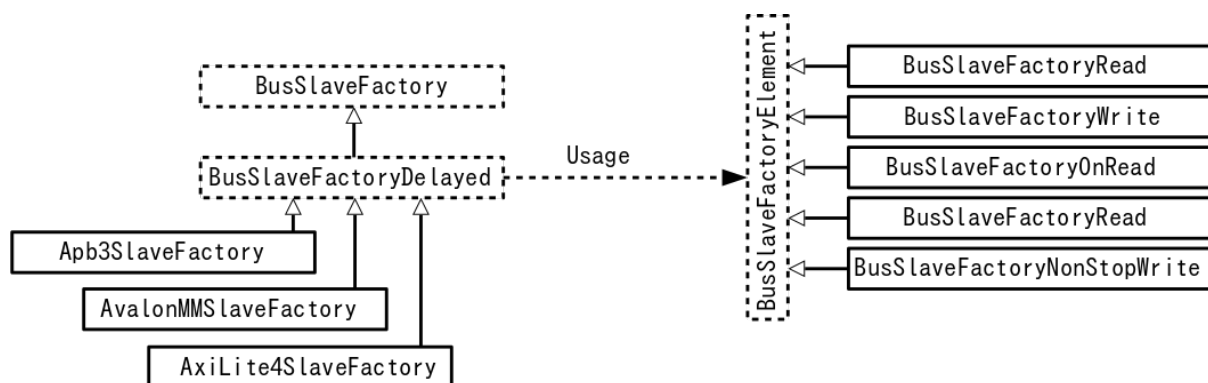 BusSlaveFactory
BusSlaveFactoryDelayed
Apb3SlaveFactory
AvalonMMSlaveFactory
AxiLite4SlaveFactory
Usage
BusSlaveFactoryElement
BusSlaveFactoryRead
BusSlaveFactoryWrite
BusSlaveFactoryOnRead
BusSlaveFactoryRead
BusSlaveFactoryNonStopWrite